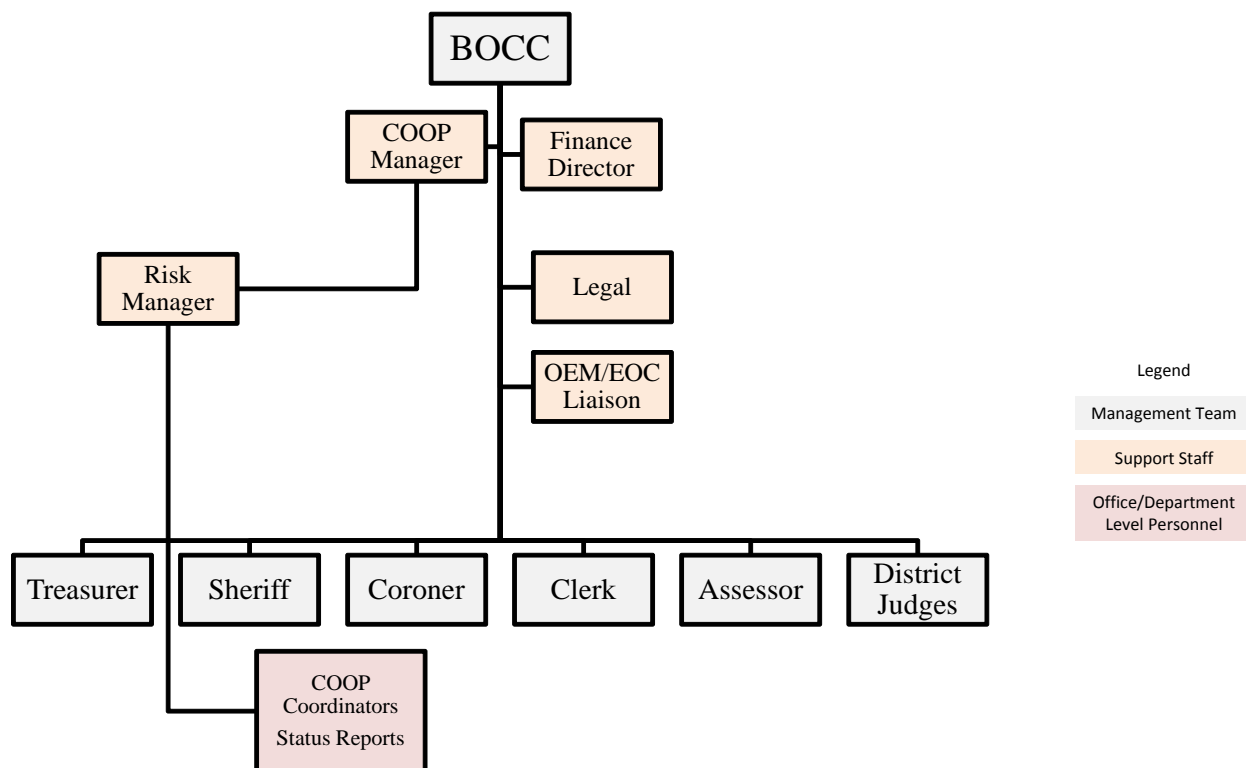 BOCC
COOP
Manager
Finance
Director
Risk
Manager
Legal
OEM/EOC
Liaison
Legend
Management Team
Support Staff
Office/Department
Level Personnel
Treasurer
Sheriff
Coroner
Clerk
Assessor
District
Judges
COOP
Coordinators
Status Reports